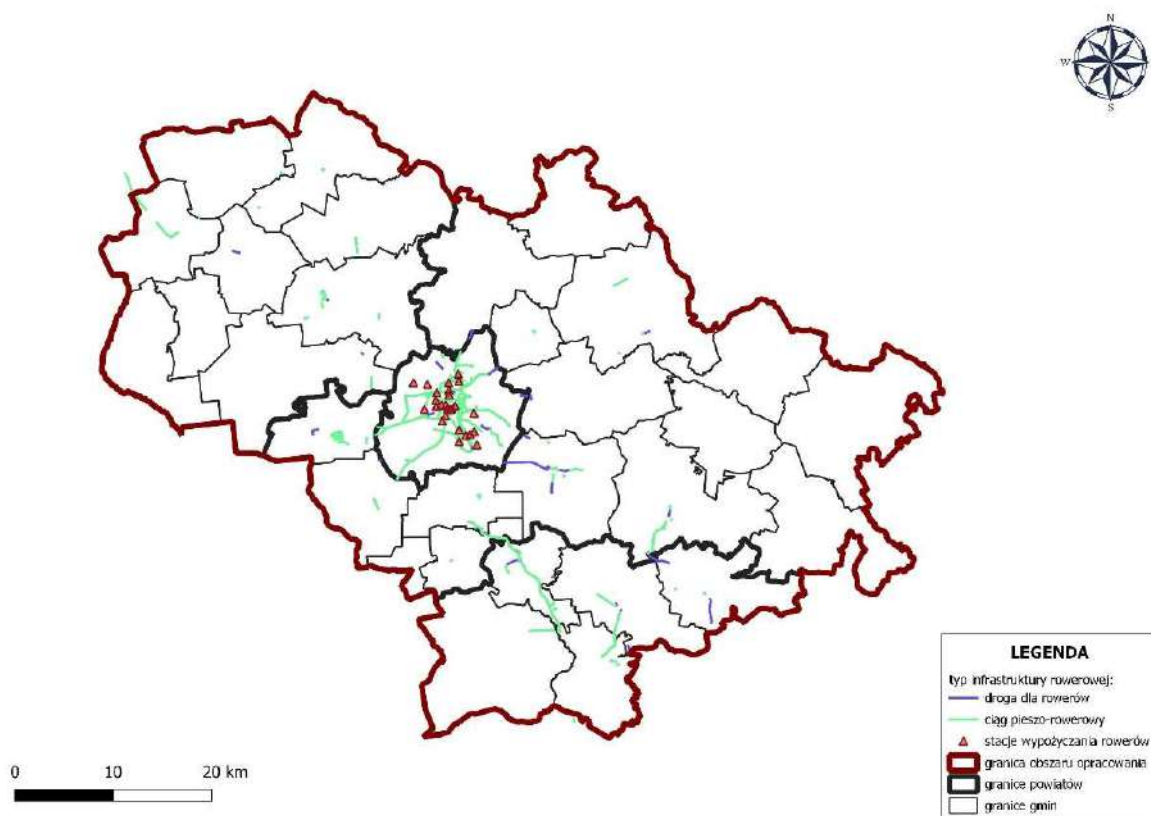 N
W
S
LEGENDA
typ infrastruktury rowerowej:
droga dla rowerów
ciąg pieszo-rowerowy
stacje wypożyczania rowerów
granica obszaru opracowania
granice powiatów
granice gmin
0 10 20 km